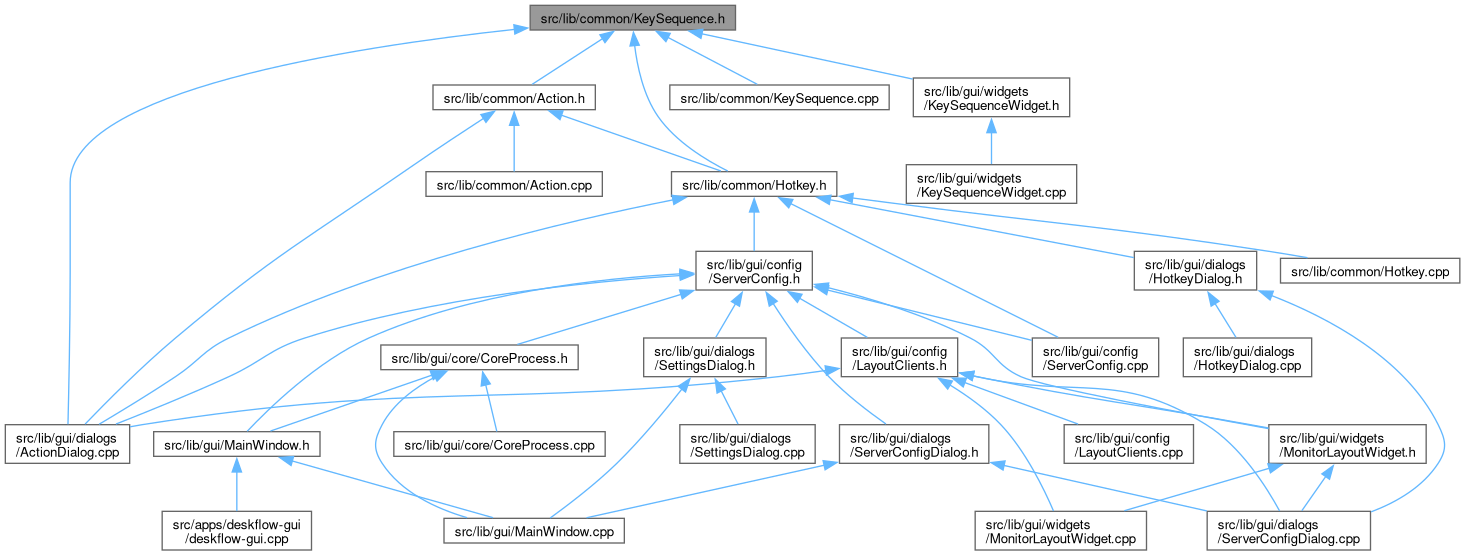 src/lib/common/KeySequence.h
src/lib/common/Action.h
src/lib/common/KeySequence.cpp
src/lib/gui/widgets
/KeySequenceWidget.h
src/lib/common/Action.cpp
src/lib/common/Hotkey.h
src/lib/gui/widgets
/KeySequenceWidget.cpp
src/lib/gui/config
/ServerConfig.h
src/lib/gui/dialogs
/HotkeyDialog.h
src/lib/common/Hotkey.cpp
src/lib/gui/core/CoreProcess.h
src/lib/gui/dialogs
/SettingsDialog.h
src/lib/gui/config
/LayoutClients.h
src/lib/gui/config
/ServerConfig.cpp
src/lib/gui/dialogs
/HotkeyDialog.cpp
src/lib/gui/dialogs
/ActionDialog.cpp
src/lib/gui/MainWindow.h
src/lib/gui/core/CoreProcess.cpp
src/lib/gui/dialogs
/SettingsDialog.cpp
src/lib/gui/dialogs
/ServerConfigDialog.h
src/lib/gui/config
/LayoutClients.cpp
src/lib/gui/widgets
/MonitorLayoutWidget.h
src/apps/deskflow-gui
/deskflow-gui.cpp
src/lib/gui/MainWindow.cpp
src/lib/gui/widgets
/MonitorLayoutWidget.cpp
src/lib/gui/dialogs
/ServerConfigDialog.cpp